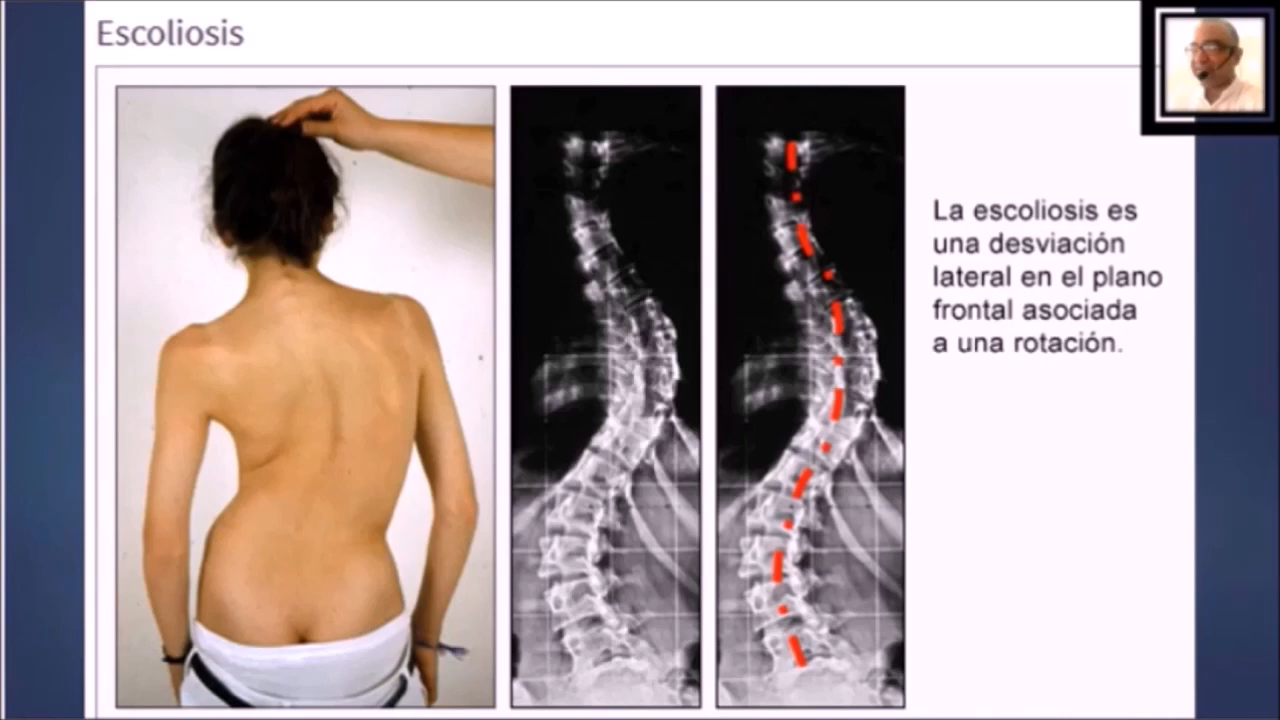 Escoliosis
La escoliosis es
una desviación
lateral en el plano
frontal asociada
a una rotación.